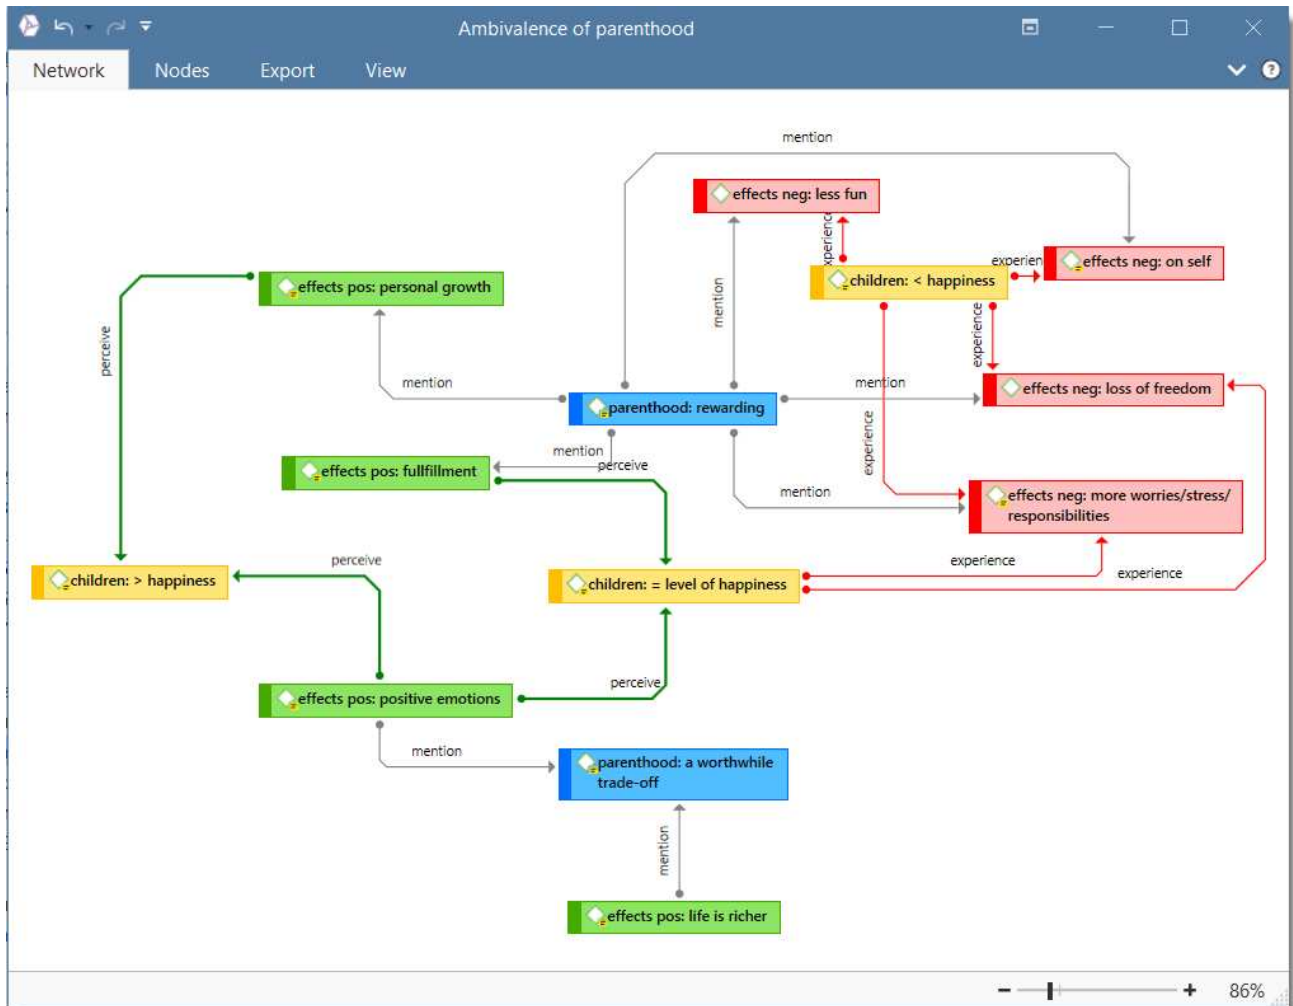 Ambivalence of parenthood
Network Nodes Export View
mention
effects neg: less fun
experience
experien
effects neg: on self
children: < happiness
effects pos: personal growth
mention
experience
perceive
mention
mention
effects neg: loss of freedom
parenthood: rewarding
experience
mention
perceive
effects pos: fullfillment
mention
effects neg: more worries/stress/
responsibilities
perceive
experience
experience
children: > happiness
children: = level of happiness
perceive
effects pos: positive emotions
mention
parenthood: a worthwhile
trade-off
mention
effects pos: life is richer
86%